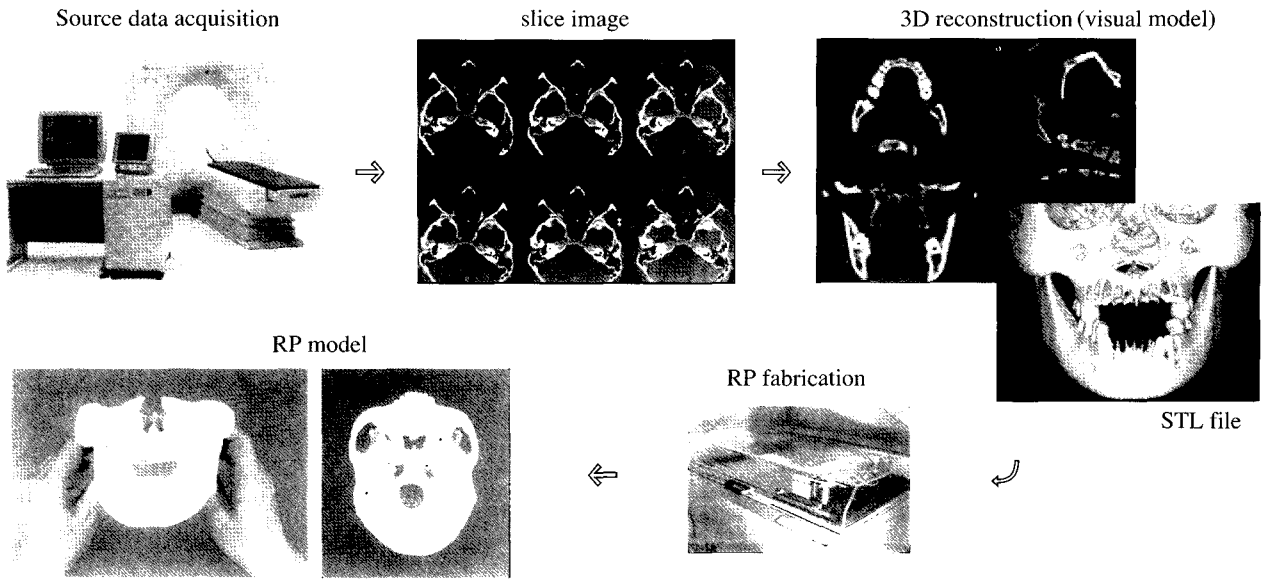 Source data acquisition
slice image
3D reconstruction (visual model)
STL file
RP fabrication
RP model